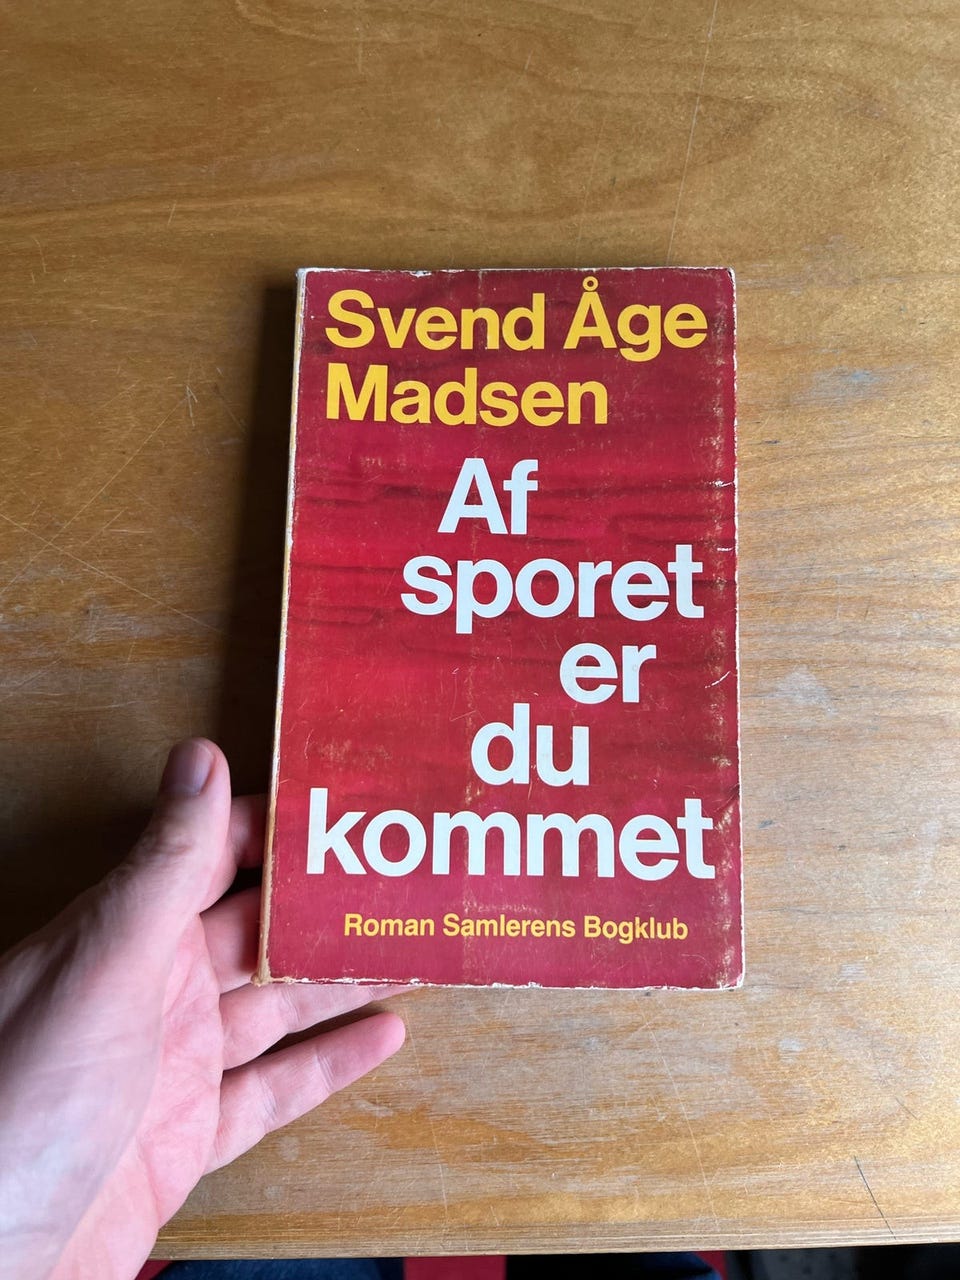 Svend Åge
Madsen
Af
sporet
er
du
kommet
Roman Samlerens Bogklub